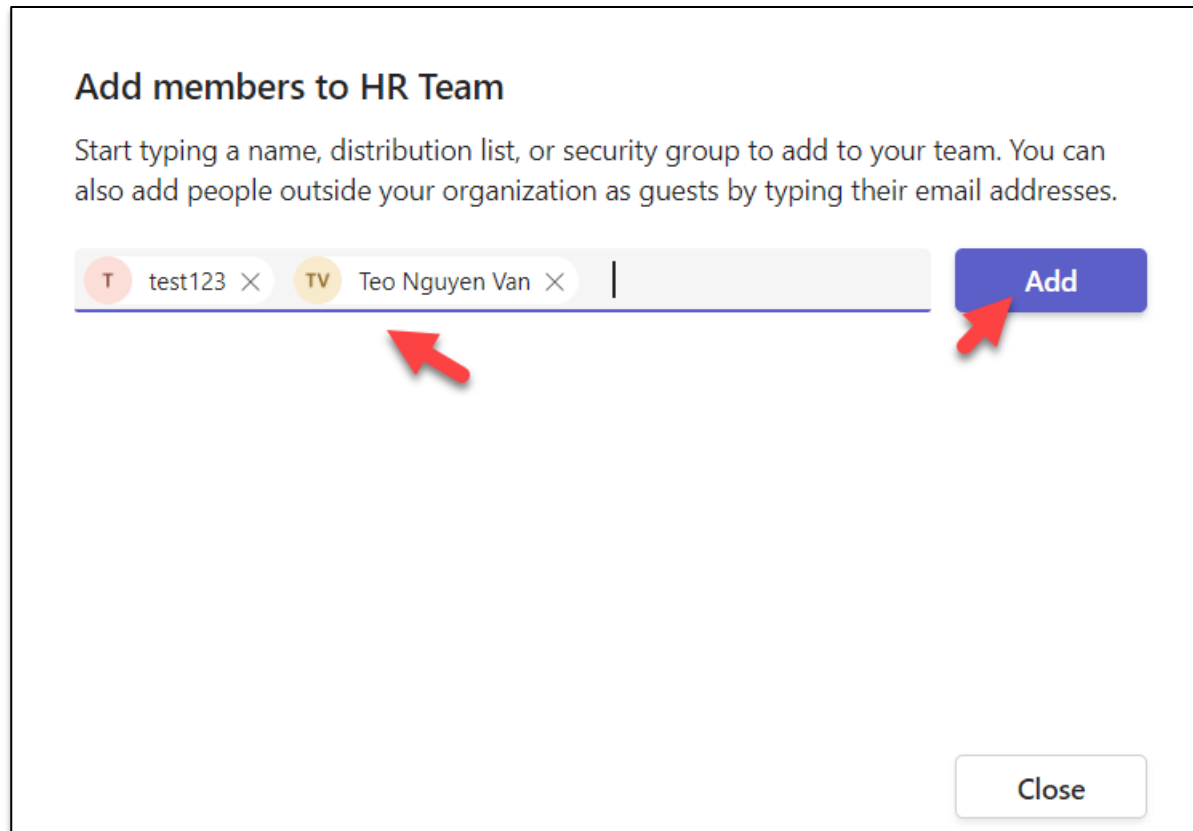 Add members to HR Team
Start typing a name, distribution list, or security group to add to your team. You can
also add people outside your organization as guests by typing their email addresses.
T test123 TV Teo Nguyen Van Add
Close